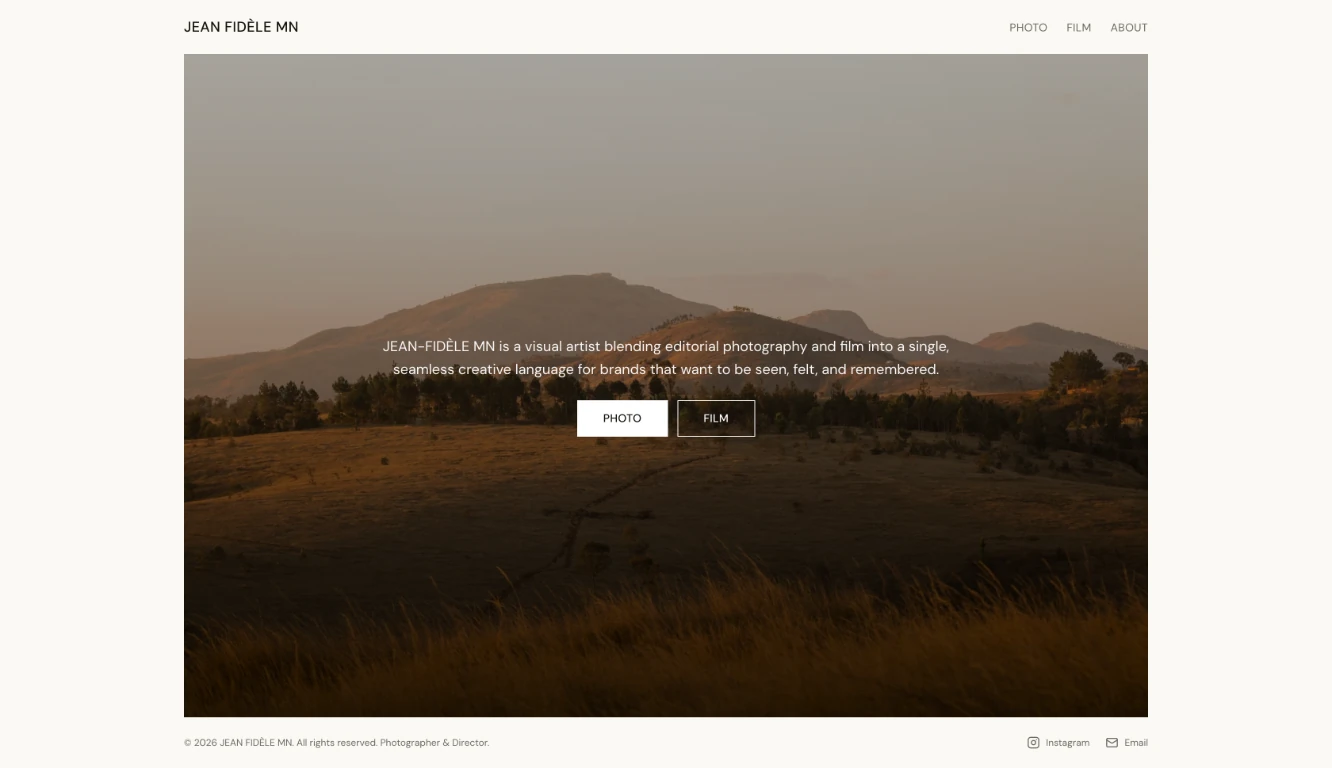 JEAN FIDÈLE MN
PHOTO FILM ABOUT
JEAN-FIDÈLE MN is a visual artist blending editorial photography and film into a single,
seamless creative language for brands that want to be seen, felt, and remembered.
PHOTO FILM
© 2026 JEAN FIDÈLE MN. All rights reserved. Photographer & Director.
Instagram Email